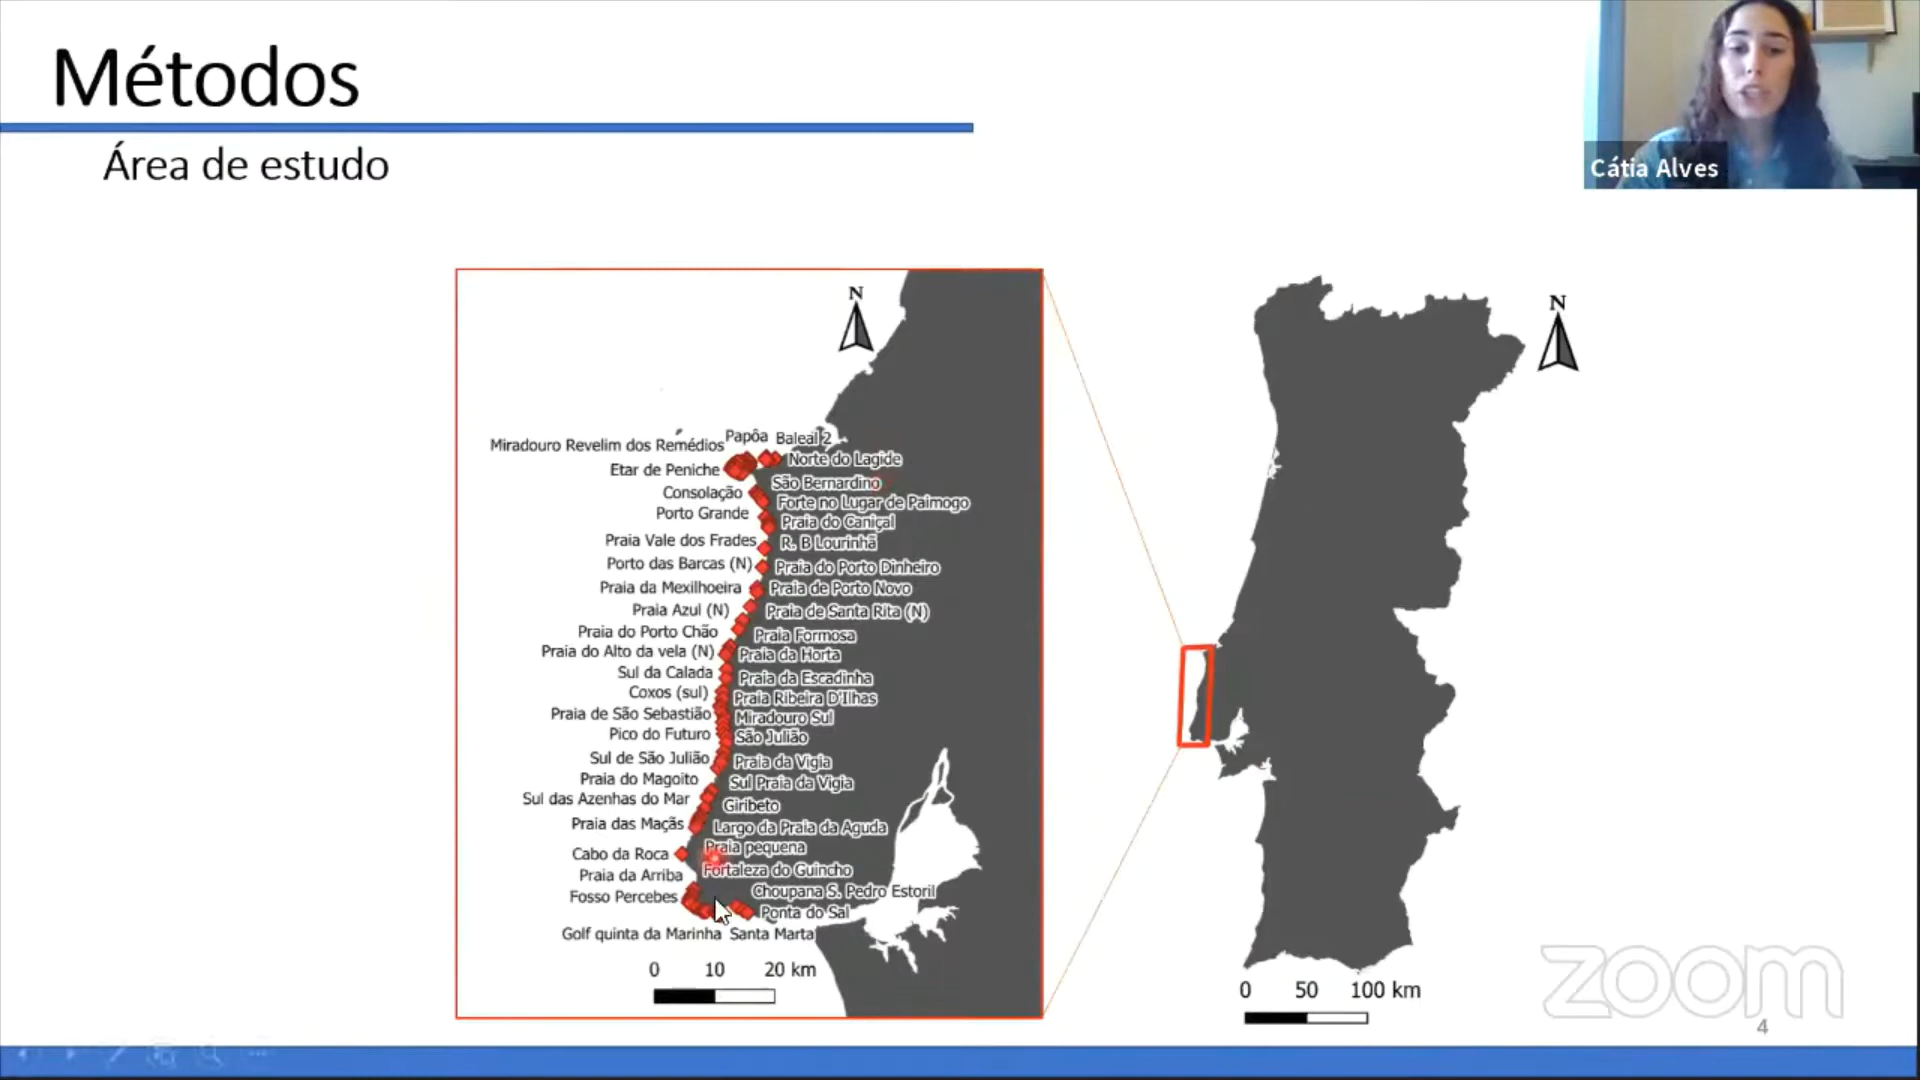 Métodos
Área de estudo
Cátia Alves
N
N
Papôa
Baleal 2
Miradouro Revelim dos Remédios
Norte do Lagide
Etar de Peniche
São Bernardino
Consolação
Forte no Lugar de Paimogo
Porto Grande
Praia do Caniçal
Praia Vale dos Frades
R. B Lourinhã
Porto das Barcas (N)
Praia do Porto Dinheiro
Praia da Mexilhoeira
Praia de Porto Novo
Praia Azul (N)
Praia de Santa Rita (N)
Praia do Porto Chão
Praia Formosa
Praia do Alto da vela (N)
Praia da Horta
Sul da Calada
Praia da Escadinha
Coxos (sul)
Praia Ribeira D'Ilhas
Praia de São Sebastião
Miradouro Sul
Pico do Futuro
São Julião
Sul de São Julião
Praia da Vigia
Praia do Magoito
Sul Praia da Vigia
Sul das Azenhas do Mar
Giribeto
Praia das Maçãs
Largo da Praia da Aguda
Praia pequena
Cabo da Roca
Fortaleza do Guincho
Praia da Arriba
Choupana S. Pedro Estoril
Fosso Percebes
Ponta do Sal
Golf quinta da Marinha
Santa Marta
0 10 20 km
0 50 100 km
zoom
4